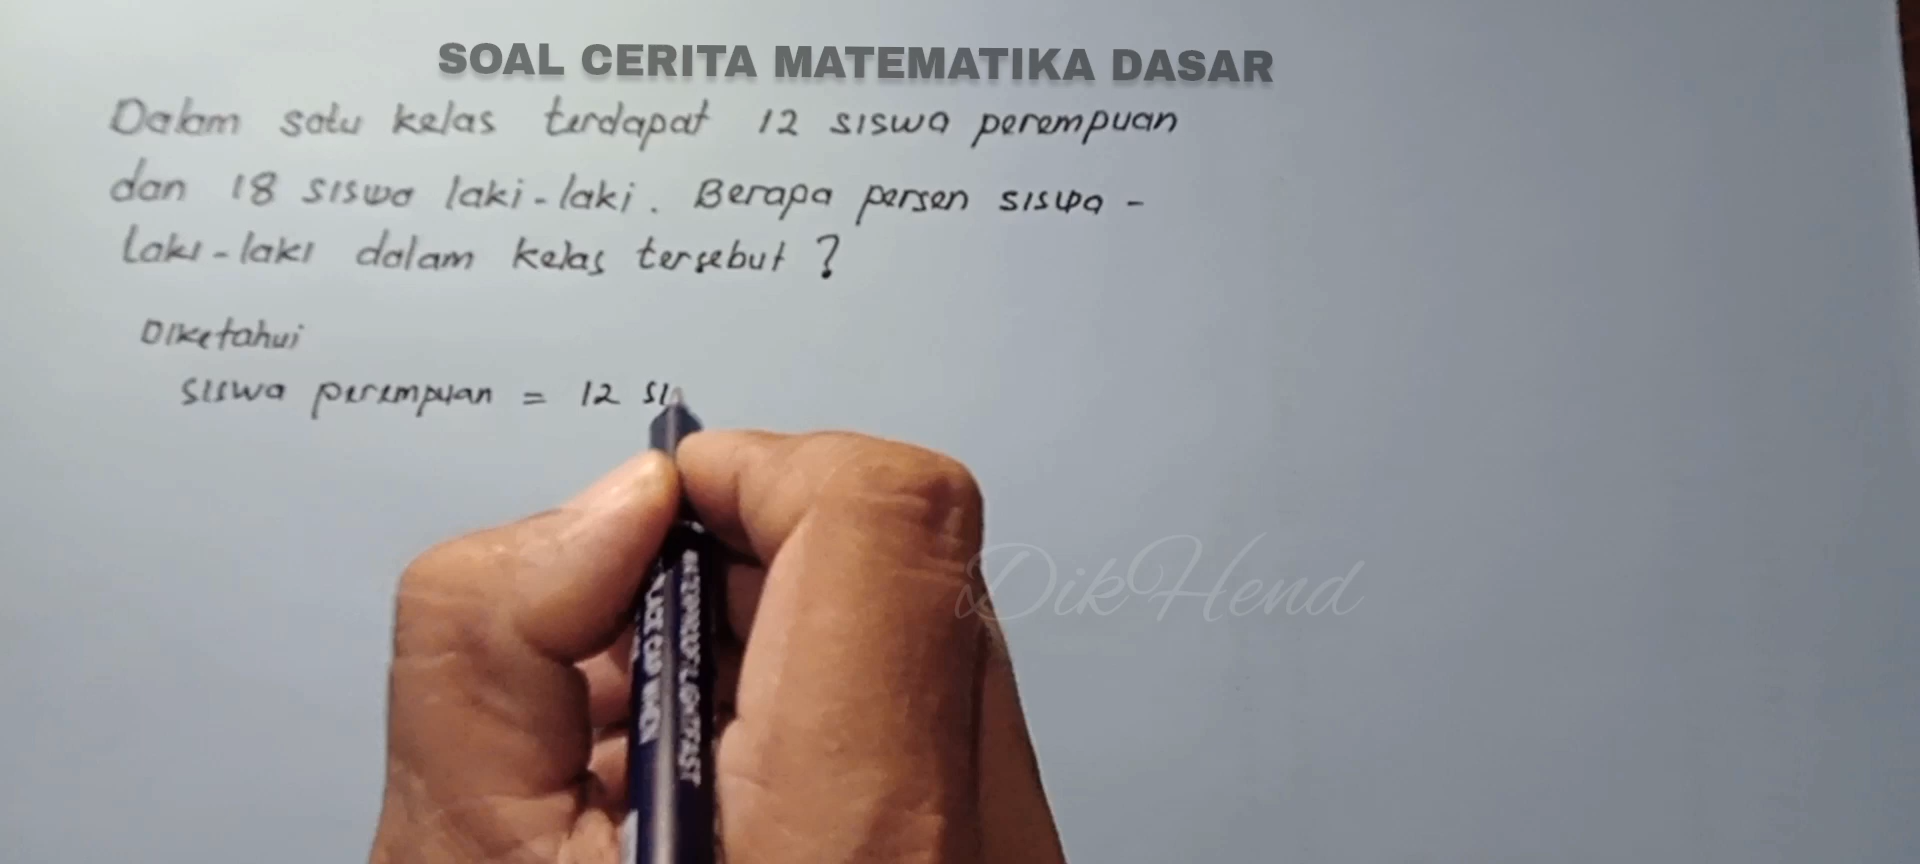 SOAL CERITA MATEMATIKA DASAR
Dalam satu kelas terdapat 12 siswa perempuan
dan 18 siswa laki-laki. Berapa persen siswa -
Laki-laki dalam kelas tersebut ?
Diketahui
siswa perempuan = 12 si
DikHend